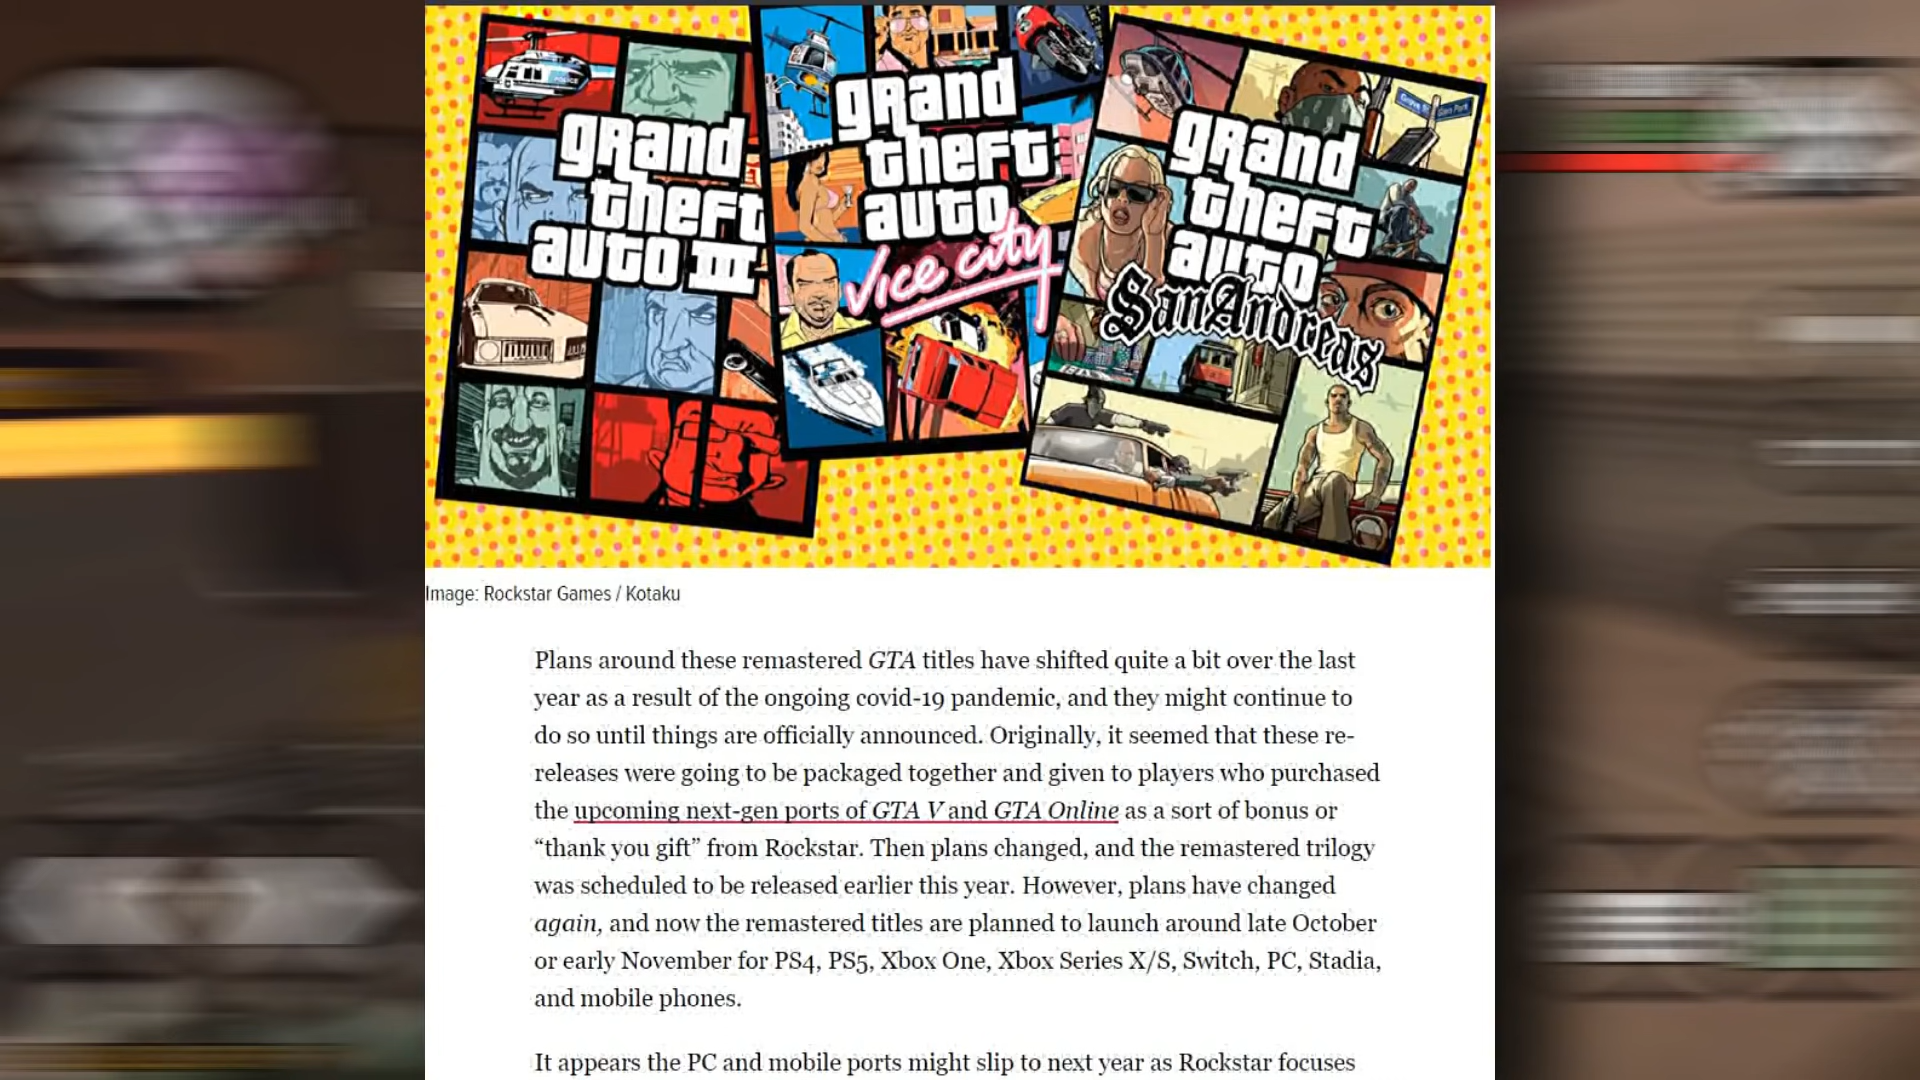 grand
theft
auto III
grand
theft
auto
Vice City
grand
theft
auto
San Andreas
POLICE
Image: Rockstar Games / Kotaku
Plans around these remastered GTA titles have shifted quite a bit over the last
year as a result of the ongoing covid-19 pandemic, and they might continue to
do so until things are officially announced. Originally, it seemed that these re-
releases were going to be packaged together and given to players who purchased
the upcoming next-gen ports of GTA V and GTA Online as a sort of bonus or
“thank you gift” from Rockstar. Then plans changed, and the remastered trilogy
was scheduled to be released earlier this year. However, plans have changed
again, and now the remastered titles are planned to launch around late October
or early November for PS4, PS5, Xbox One, Xbox Series X/S, Switch, PC, Stadia,
and mobile phones.
It appears the PC and mobile ports might slip to next year as Rockstar focuses